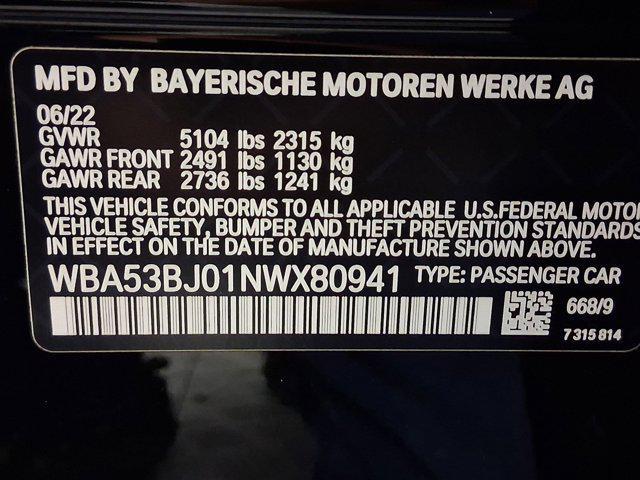 MFD BY BAYERISCHE MOTOREN WERKE AG
06/22
GVWR 5104 lbs 2315 kg
GAWR FRONT 2491 lbs 1130 kg
GAWR REAR 2736 lbs 1241 kg
THIS VEHICLE CONFORMS TO ALL APPLICABLE U.S.FEDERAL MOTO
VEHICLE SAFETY, BUMPER AND THEFT PREVENTION STANDARDS
IN EFFECT ON THE DATE OF MANUFACTURE SHOWN ABOVE.
WBA53BJ01NWX80941 TYPE: PASSENGER CAR
668/9
7 315 814